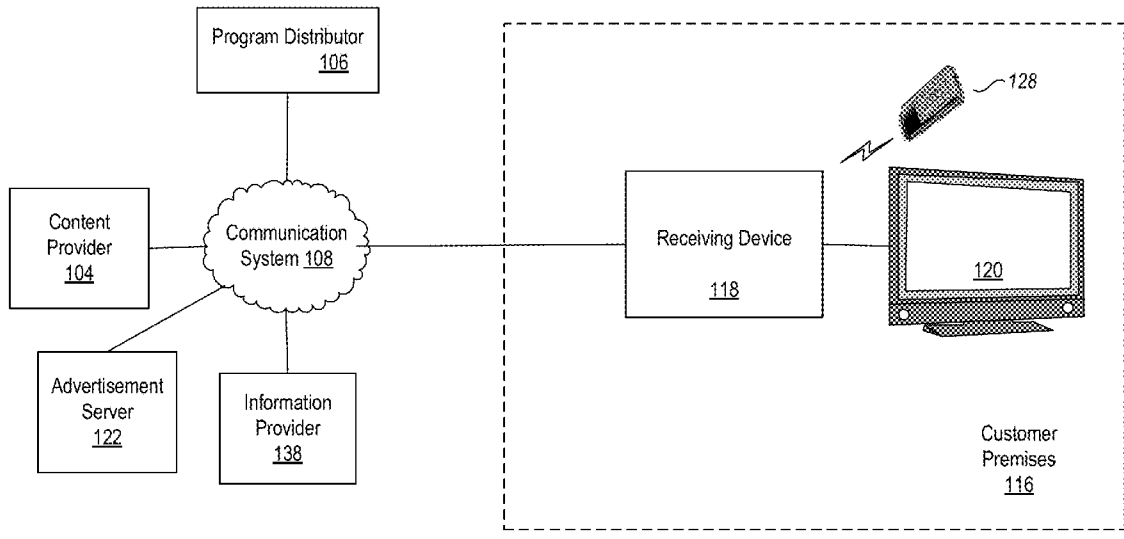 Program Distributor
106
128
Content
Provider
104
Communication
System 108
Receiving Device
118
120
Advertisement
Server
122
Information
Provider
138
Customer
Premises
116